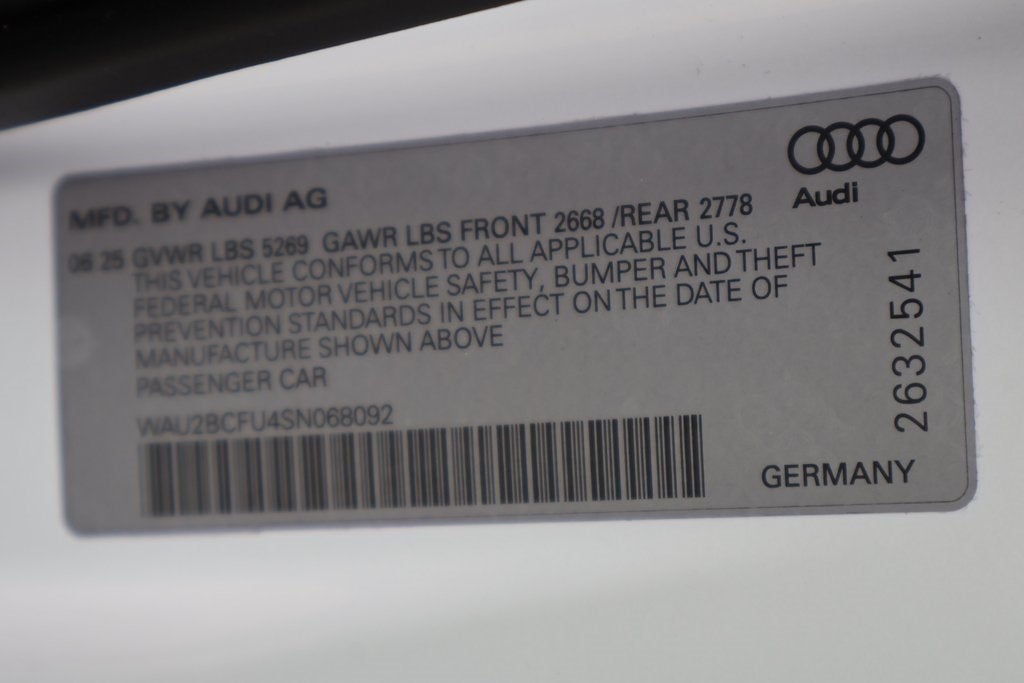 MFD. BY AUDI AG
Audi
06 25 GVWR LBS 5269 GAWR LBS FRONT 2668 /REAR 2778
THIS VEHICLE CONFORMS TO ALL APPLICABLE U.S.
FEDERAL MOTOR VEHICLE SAFETY, BUMPER AND THEFT
PREVENTION STANDARDS IN EFFECT ON THE DATE OF
MANUFACTURE SHOWN ABOVE
PASSENGER CAR
WAU2BCFU4SN068092
2632541
GERMANY